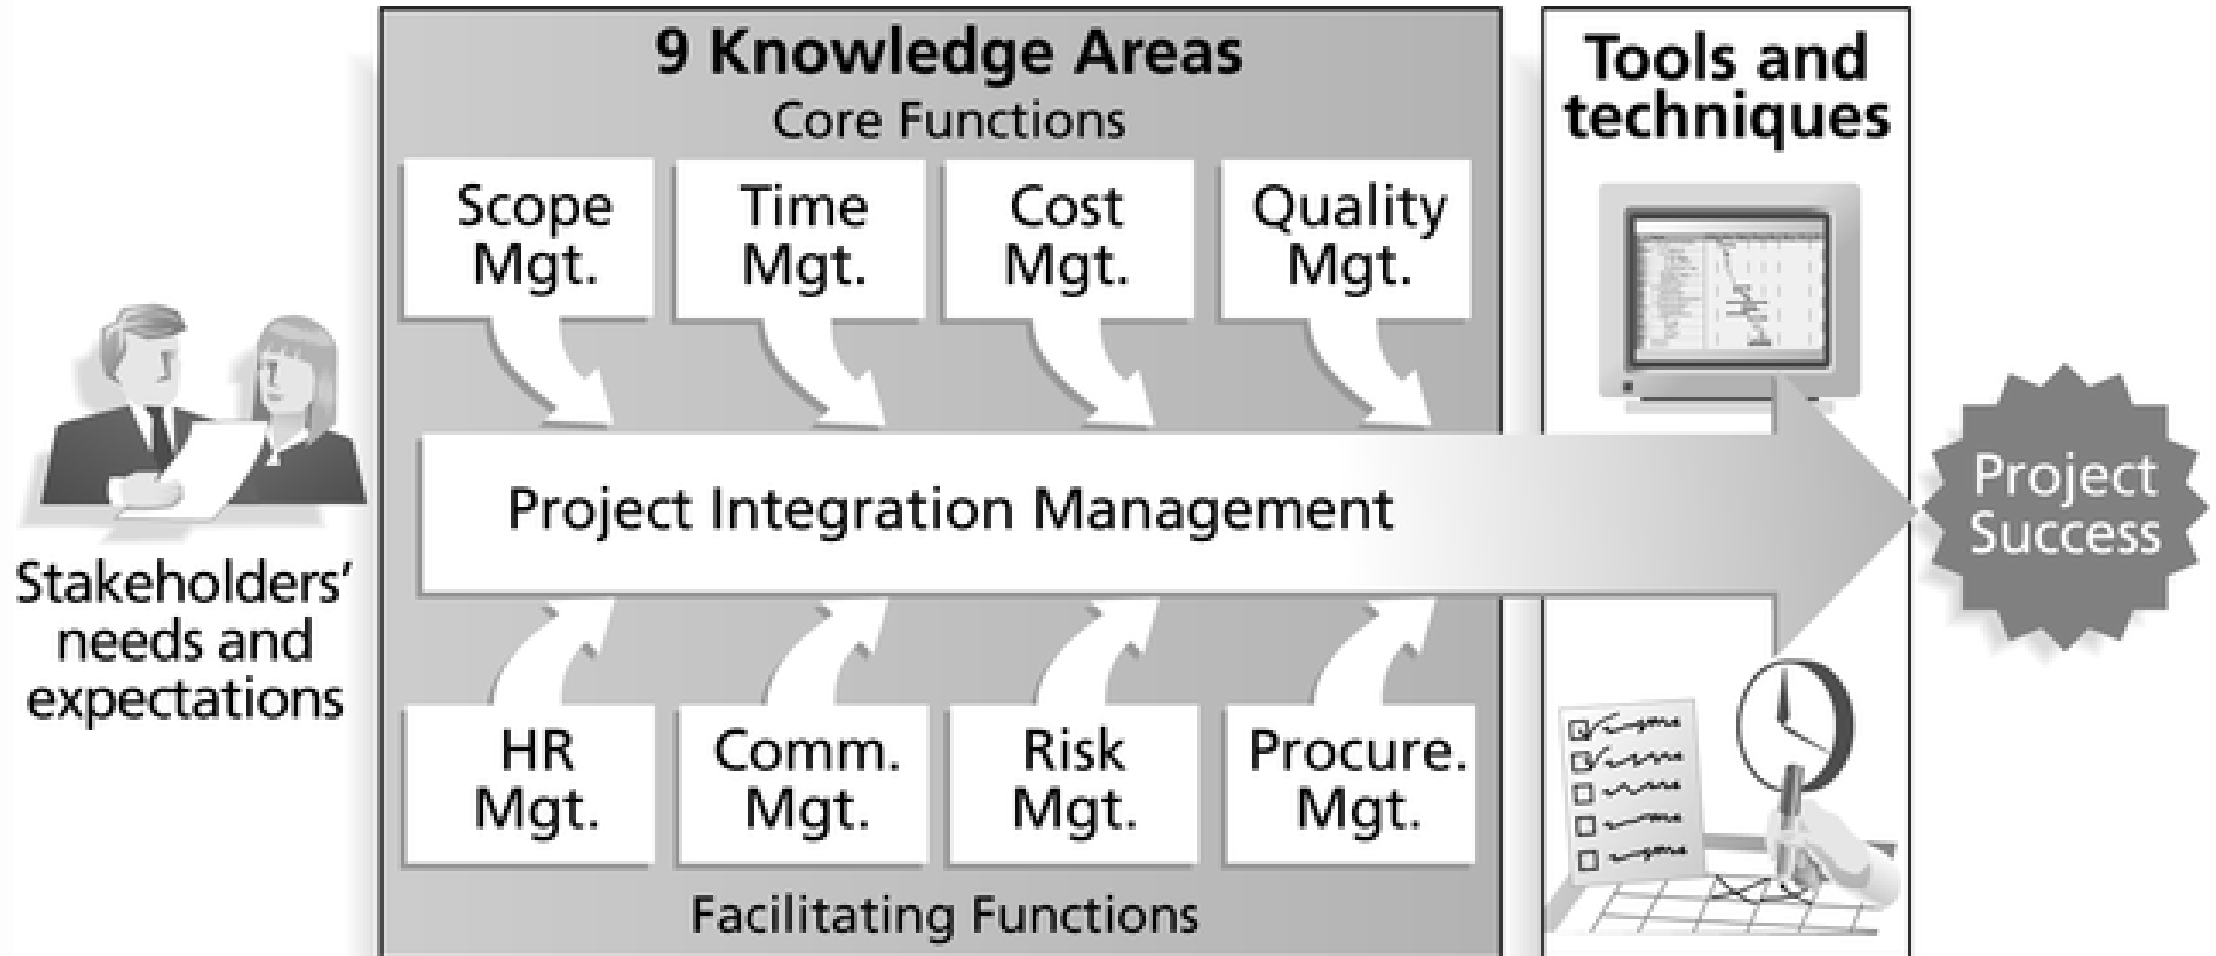 9 Knowledge Areas
Core Functions
Scope
Mgt.
Time
Mgt.
Cost
Mgt.
Quality
Mgt.
Project Integration Management
HR
Mgt.
Comm.
Mgt.
Risk
Mgt.
Procure.
Mgt.
Facilitating Functions
Stakeholders’
needs and
expectations
Tools and
techniques
Project
Success